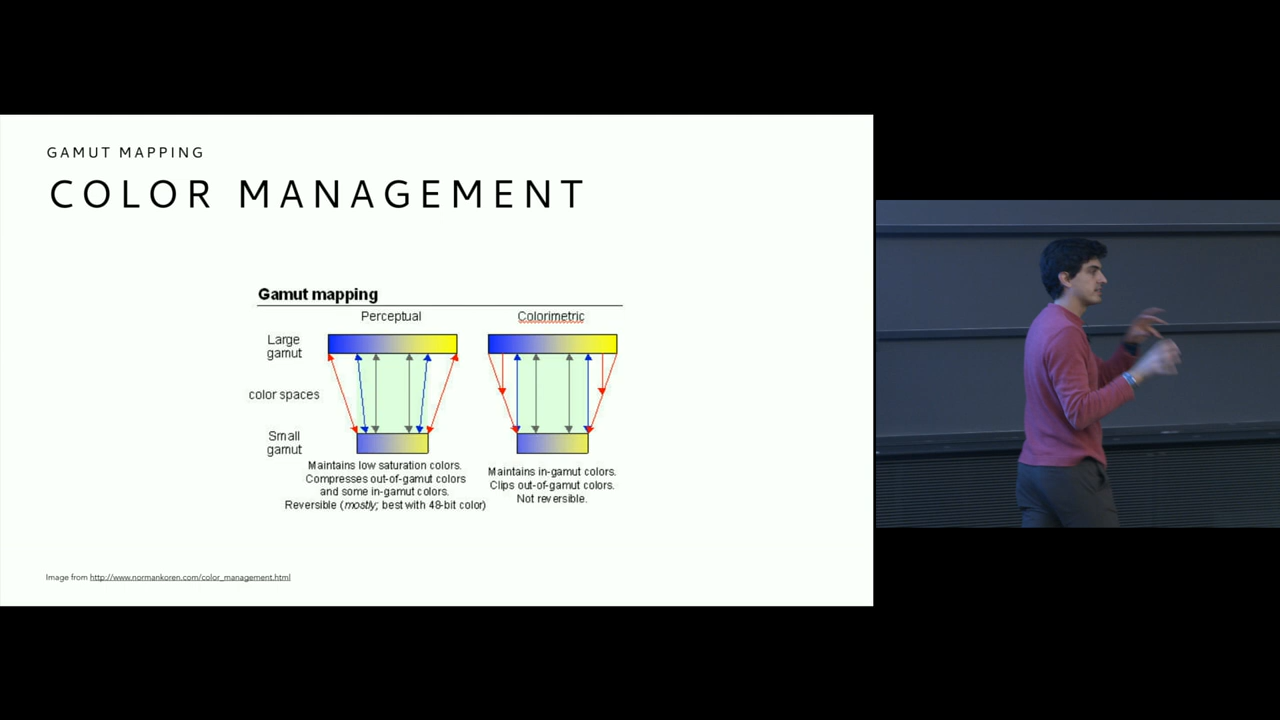 GAMUT MAPPING
COLOR MANAGEMENT
Gamut mapping
Perceptual
Colorimetric
Large
gamut
color spaces
Small
gamut
Maintains low saturation colors.
Compresses out-of-gamut colors
and some in-gamut colors.
Reversible (mostly; best with 48-bit color)
Maintains in-gamut colors.
Clips out-of-gamut colors.
Not reversible.
Image from http://www.normankoren.com/color_management.html